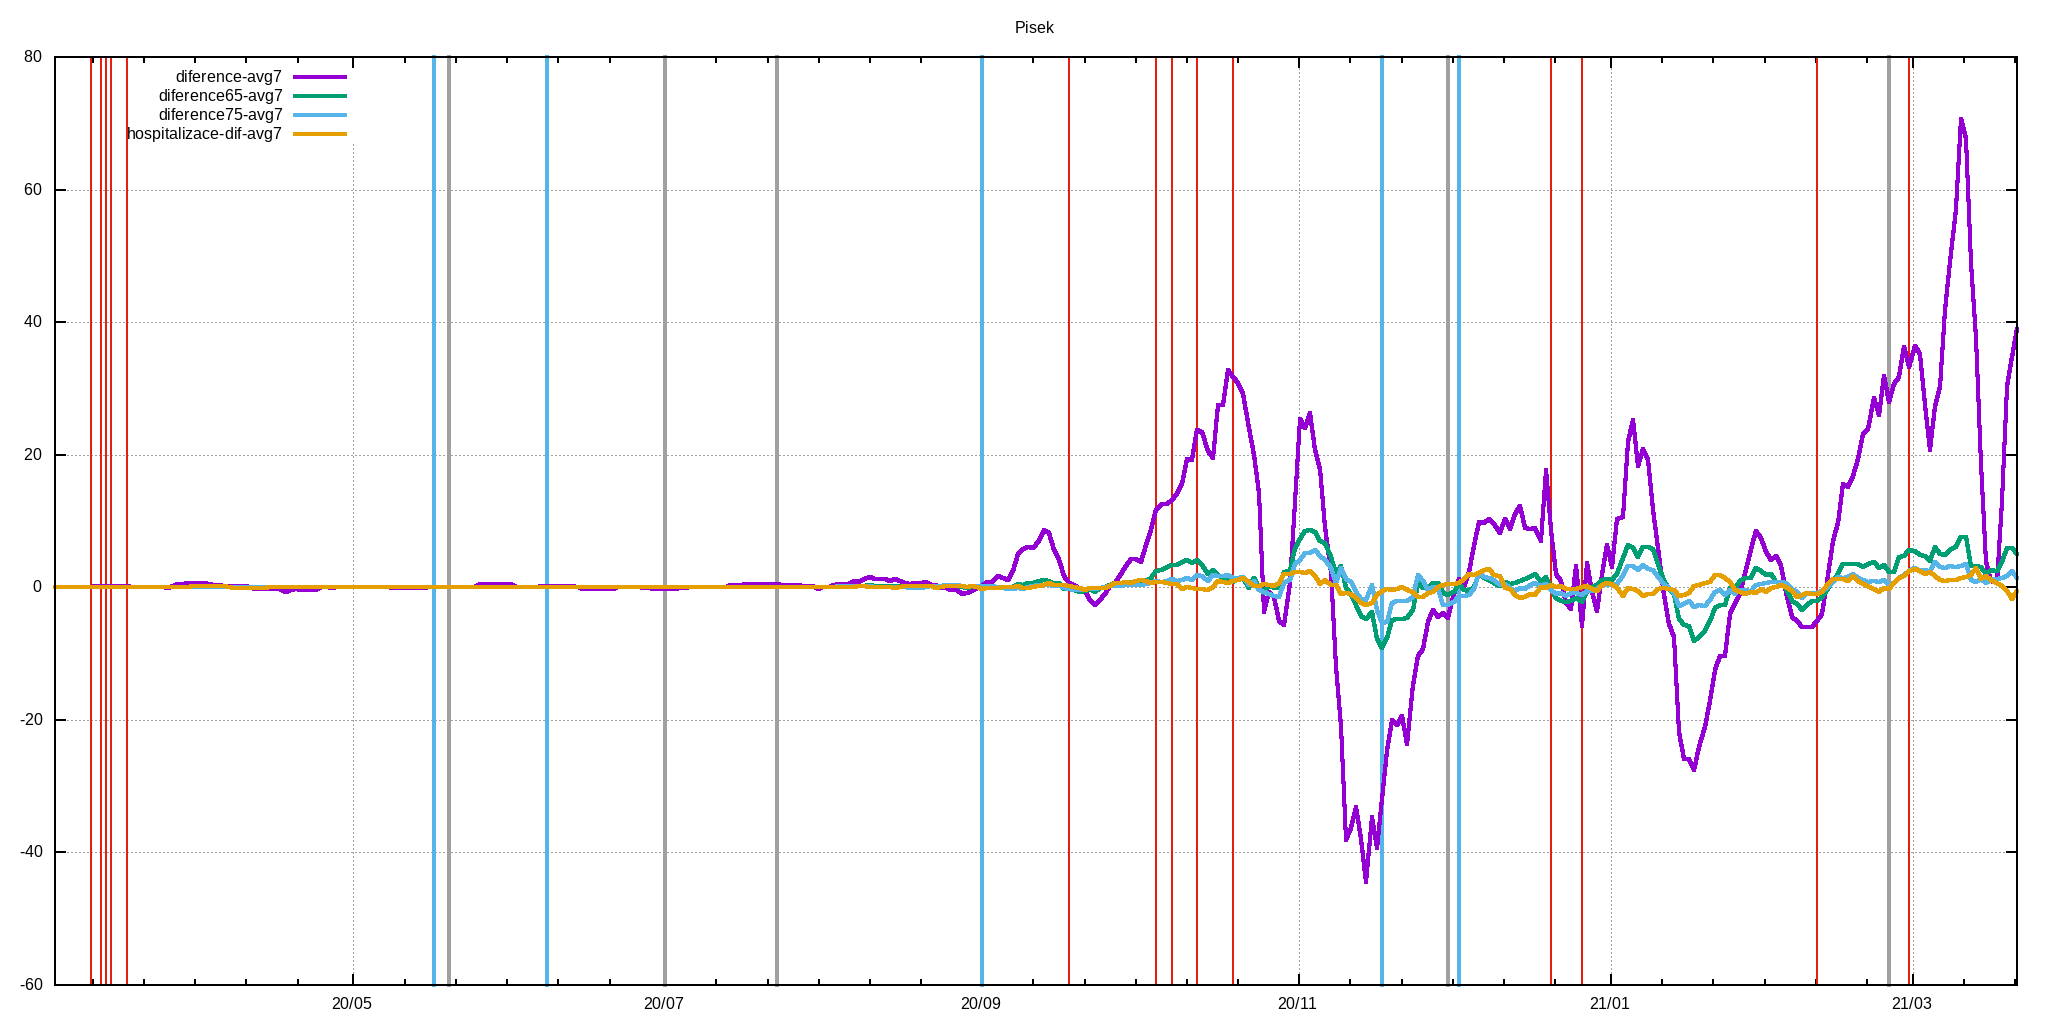 Pisek
80
diference-avg7
diference65-avg7
diference75-avg7
hospitalizace-dif-avg7
60
40
20
0
-20
-40
-60
20/05
20/07
20/09
20/11
21/01
21/03